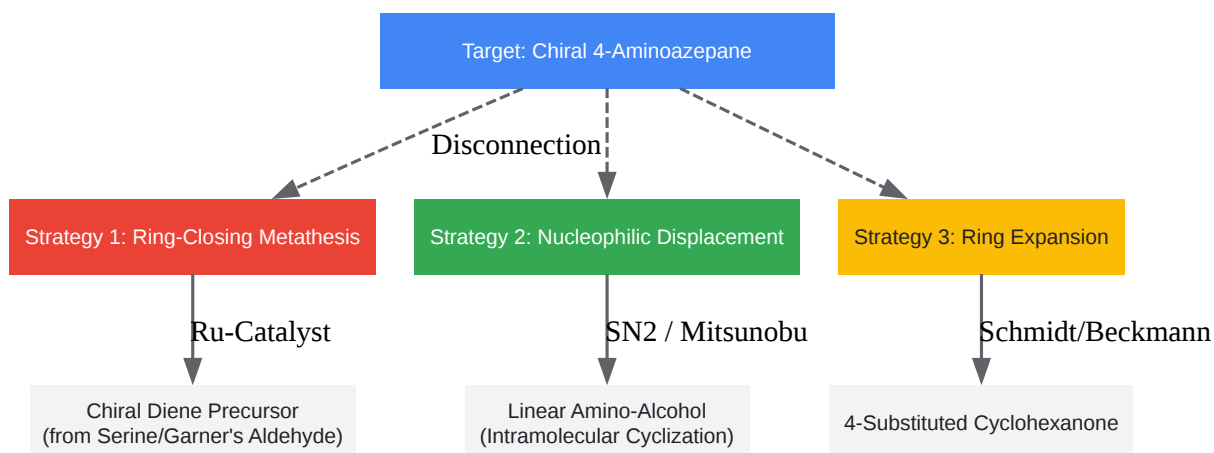 Target: Chiral 4-Aminoazepane
Disconnection
Strategy 1: Ring-Closing Metathesis
Strategy 2: Nucleophilic Displacement
Strategy 3: Ring Expansion
Ru-Catalyst
SN2 / Mitsunobu
Schmidt/Beckmann
Chiral Diene Precursor
(from Serine/Garner's Aldehyde)
Linear Amino-Alcohol
(Intramolecular Cyclization)
4-Substituted Cyclohexanone